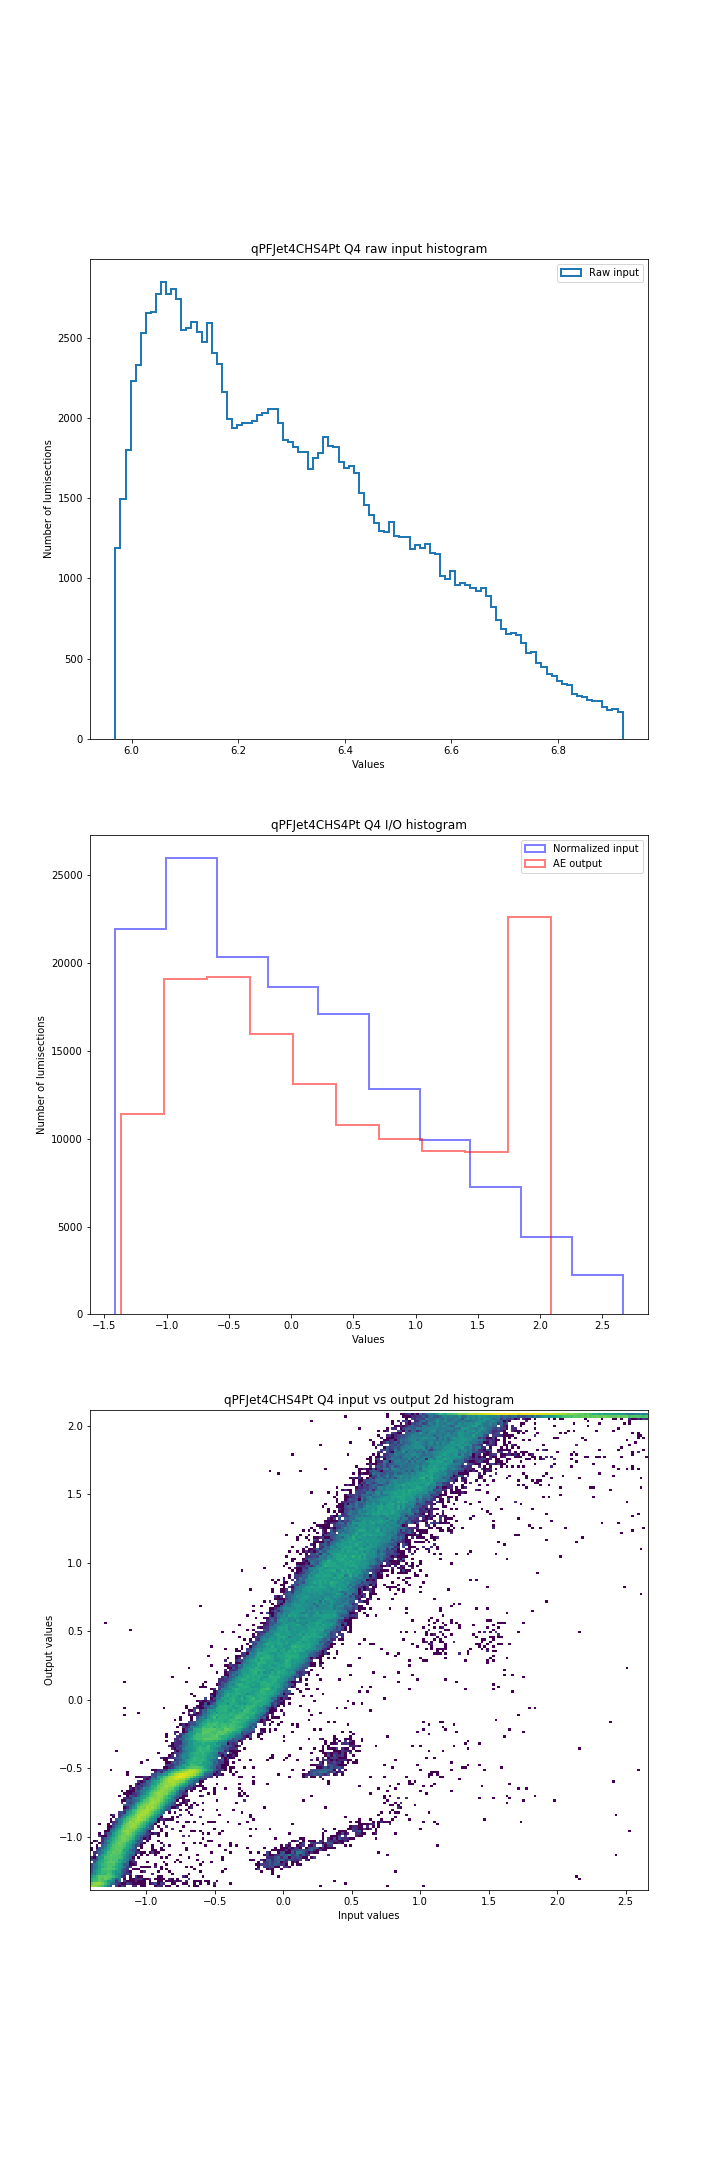 qPFJet4CHS4Pt Q4 raw input histogram
Raw input
2500
2000
1500
1000
500
0
Number of lumisections
6.0 6.2 6.4 6.6 6.8
Values
qPFJet4CHS4Pt Q4 I/O histogram
Normalized input
AE output
25000
20000
15000
10000
5000
0
Number of lumisections
−1.5 −1.0 −0.5 0.0 0.5 1.0 1.5 2.0 2.5
Values
qPFJet4CHS4Pt Q4 input vs output 2d histogram
2.0
1.5
1.0
0.5
0.0
−0.5
−1.0
Output values
−1.0 −0.5 0.0 0.5 1.0 1.5 2.0 2.5
Input values